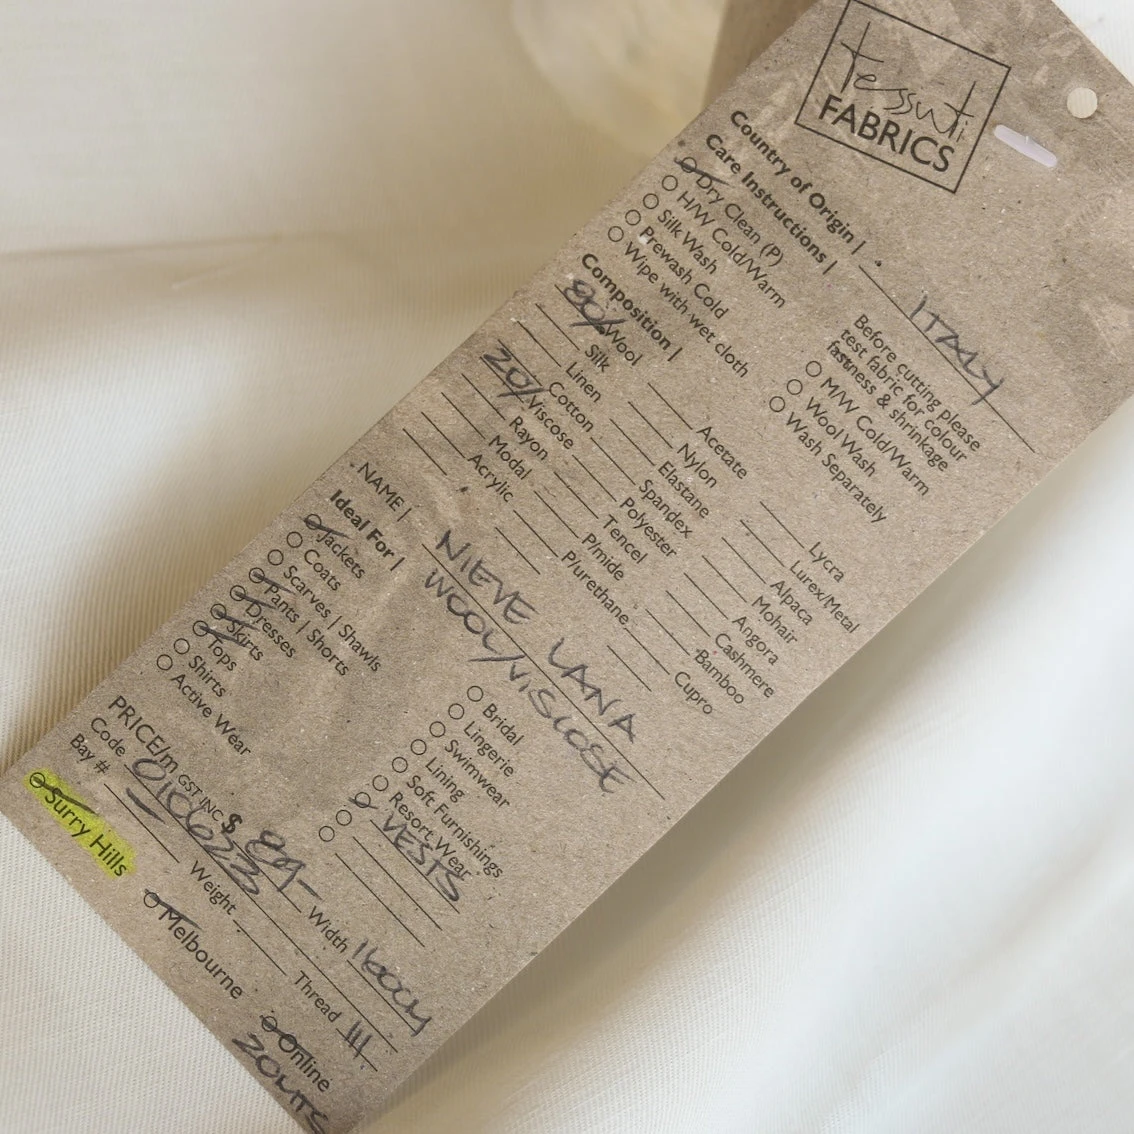 tessuti
FABRICS
Country of Origin | ITALY
Care Instructions |
Dry Clean (P)
H/W Cold/Warm
Silk Wash
Prewash Cold
Wipe with wet cloth
Before cutting please
test fabric for colour
fastness & shrinkage
M/W Cold/Warm
Wool Wash
Wash Separately
Composition |
80% Wool
Silk
Linen
Cotton
20% Viscose
Rayon
Modal
Acrylic
Acetate
Nylon
Elastane
Spandex
Polyester
Tencel
P/mide
P/urethane
Lycra
Lurex/Metal
Alpaca
Mohair
Angora
Cashmere
Bamboo
Cupro
NAME | NIEVE LANA
WOOL/VISCOSE
Ideal For |
Jackets
Coats
Scarves | Shawls
Pants | Shorts
Dresses
Skirts
Tops
Shirts
Active Wear
Bridal
Lingerie
Swimwear
Lining
Soft Furnishings
Resort Wear
VESTS
PRICE/m GST INC $ 89- Width 160CM
Code 0100623 Thread
Bay # Weight
Surry Hills
Melbourne
Online
20MTS